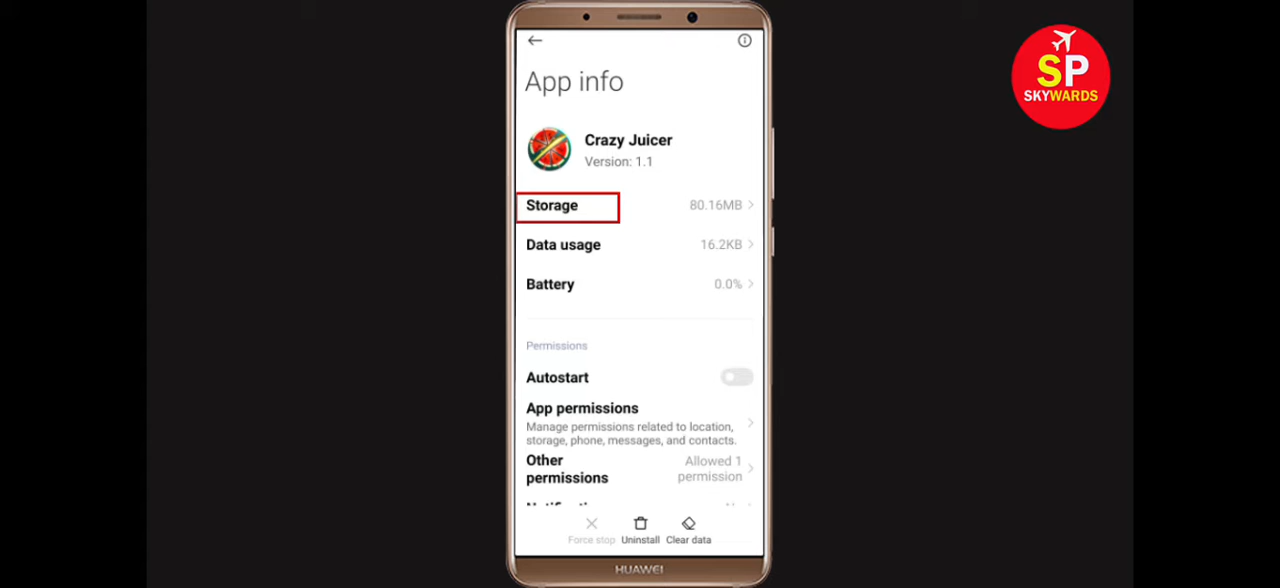 SP
SKYWARDS
App info
Crazy Juicer
Version: 1.1
Storage 80.16MB
Data usage 16.2KB
Battery 0.0%
Permissions
Autostart
App permissions
Manage permissions related to location,
storage, phone, messages, and contacts.
Other
permissions
Allowed 1
permission
Force stop Uninstall Clear data
HUAWEI